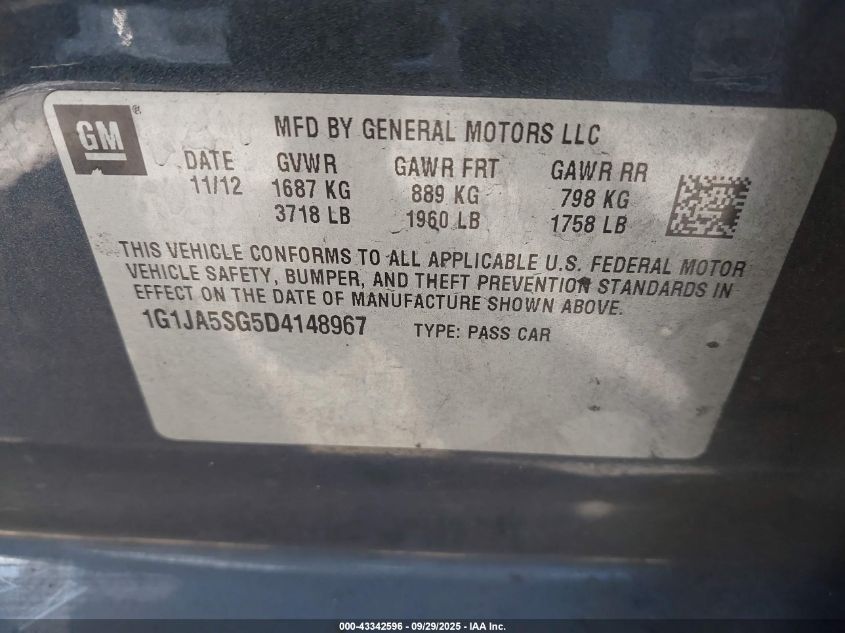 GM®
MFD BY GENERAL MOTORS LLC
DATE GVWR GAWR FRT GAWR RR
11/12 1687 KG 889 KG 798 KG
3718 LB 1960 LB 1758 LB
THIS VEHICLE CONFORMS TO ALL APPLICABLE U.S. FEDERAL MOTOR
VEHICLE SAFETY, BUMPER, AND THEFT PREVENTION STANDARDS IN
EFFECT ON THE DATE OF MANUFACTURE SHOWN ABOVE.
1G1JA5SG5D4148967 TYPE: PASS CAR
000-43342596 - 09/29/2025 - IAA Inc.